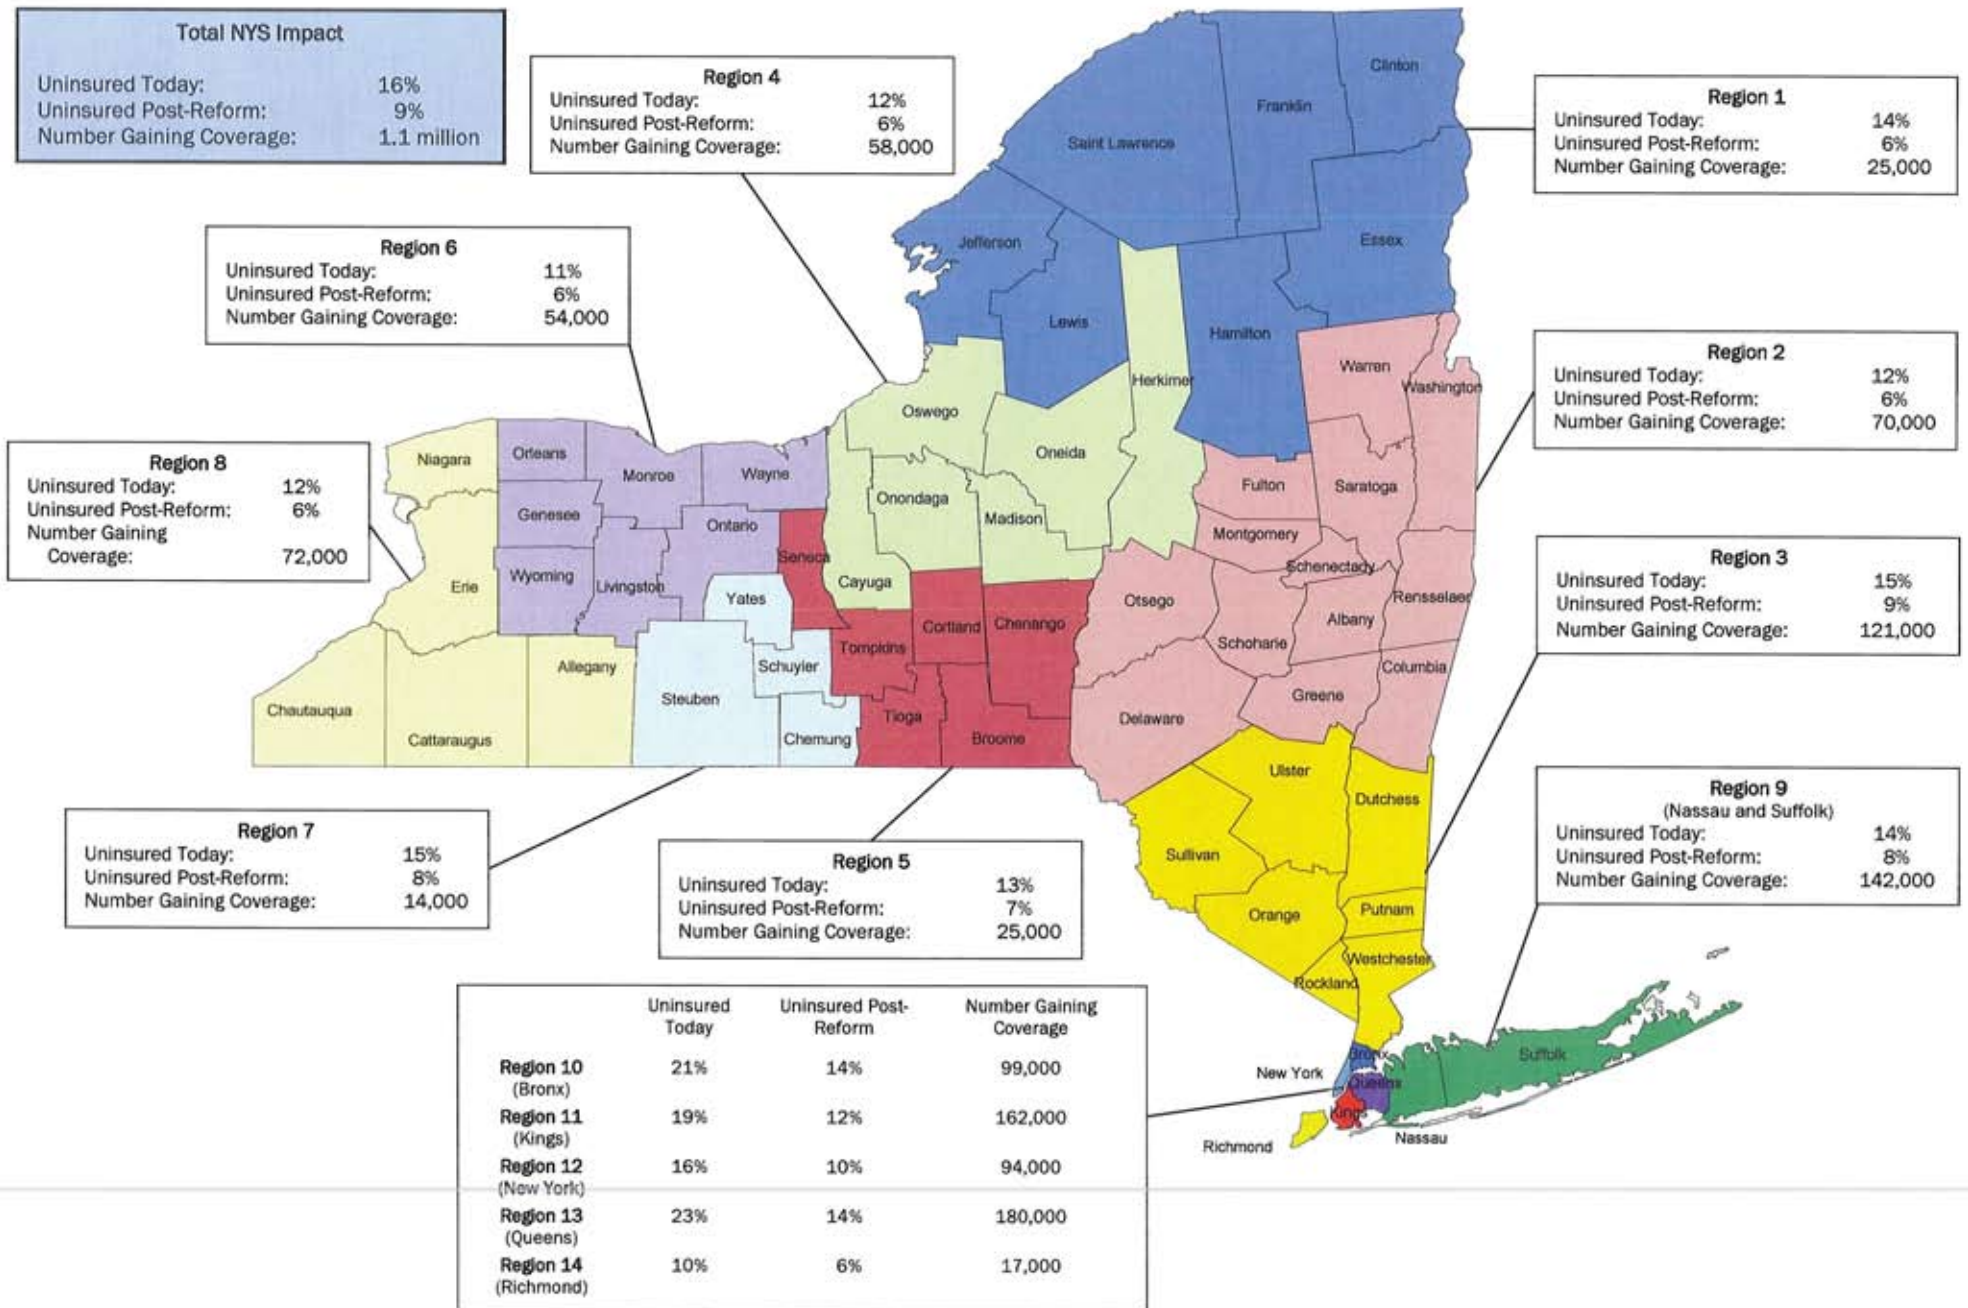 Total NYS Impact
Uninsured Today: 16%
Uninsured Post-Reform: 9%
Number Gaining Coverage: 1.1 million
Region 4
Uninsured Today: 12%
Uninsured Post-Reform: 6%
Number Gaining Coverage: 58,000
Region 1
Uninsured Today: 14%
Uninsured Post-Reform: 6%
Number Gaining Coverage: 25,000
Region 6
Uninsured Today: 11%
Uninsured Post-Reform: 6%
Number Gaining Coverage: 54,000
Region 2
Uninsured Today: 12%
Uninsured Post-Reform: 6%
Number Gaining Coverage: 70,000
Region 8
Uninsured Today: 12%
Uninsured Post-Reform: 6%
Number Gaining
Coverage: 72,000
Region 3
Uninsured Today: 15%
Uninsured Post-Reform: 9%
Number Gaining Coverage: 121,000
Region 7
Uninsured Today: 15%
Uninsured Post-Reform: 8%
Number Gaining Coverage: 14,000
Region 5
Uninsured Today: 13%
Uninsured Post-Reform: 7%
Number Gaining Coverage: 25,000
Region 9
(Nassau and Suffolk)
Uninsured Today: 14%
Uninsured Post-Reform: 8%
Number Gaining Coverage: 142,000
Clinton
Franklin
Saint Lawrence
Jefferson
Essex
Lewis
Hamilton
Herkimer
Warren
Washington
Oswego
Oneida
Niagara
Orleans
Monroe
Wayne
Fulton
Saratoga
Onondaga
Madison
Genesee
Ontario
Montgomery
Seneca
Schenectady
Wyoming
Livingston
Erie
Yates
Cayuga
Otsego
Rensselaer
Cortland
Chenango
Albany
Tompkins
Schoharie
Allegany
Schuyler
Columbia
Steuben
Greene
Chautauqua
Cattaraugus
Chemung
Tioga
Broome
Delaware
Ulster
Dutchess
Sullivan
Orange
Putnam
Westchester
Rockland
Bronx
Suffolk
New York
Queens
Kings
Nassau
Richmond
Uninsured Uninsured Post- Number Gaining
Today Reform Coverage
Region 10 21% 14% 99,000
(Bronx)
Region 11 19% 12% 162,000
(Kings)
Region 12 16% 10% 94,000
(New York)
Region 13 23% 14% 180,000
(Queens)
Region 14 10% 6% 17,000
(Richmond)